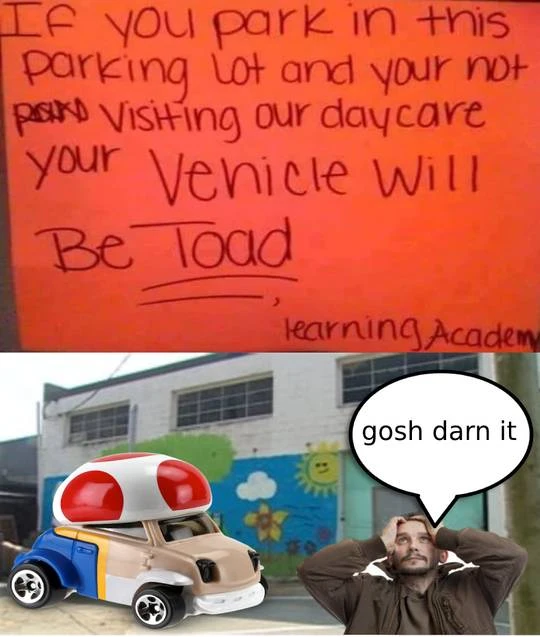 IF you park in this
parking lot and your not
visiting our daycare
your Vehicle Will
Be Toad
learning Academy
gosh darn it